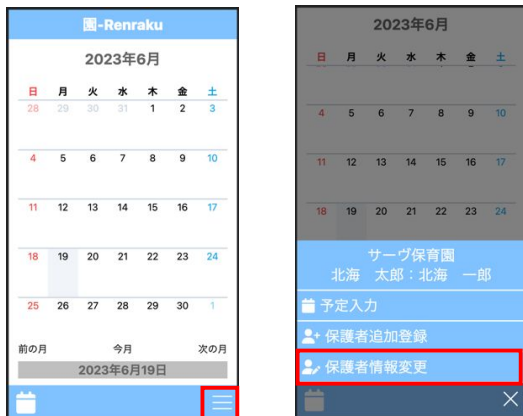 園-Renraku
2023年6月
日 月 火 水 木 金 土
28 29 30 31 1 2 3
4 5 6 7 8 9 10
11 12 13 14 15 16 17
18 19 20 21 22 23 24
25 26 27 28 29 30 1
前の月 今月 次の月
2023年6月19日
2023年6月
日 月 火 水 木 金 土
4 5 6 7 8 9 10
11 12 13 14 15 16 17
18 19 20 21 22 23 24
サーヴ保育園
北海 太郎:北海 一郎
予定入力
保護者追加登録
保護者情報変更